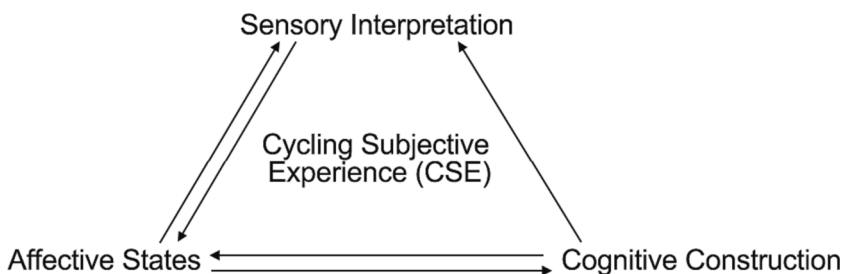 Sensory Interpretation
Cycling Subjective
Experience (CSE)
Affective States
Cognitive Construction